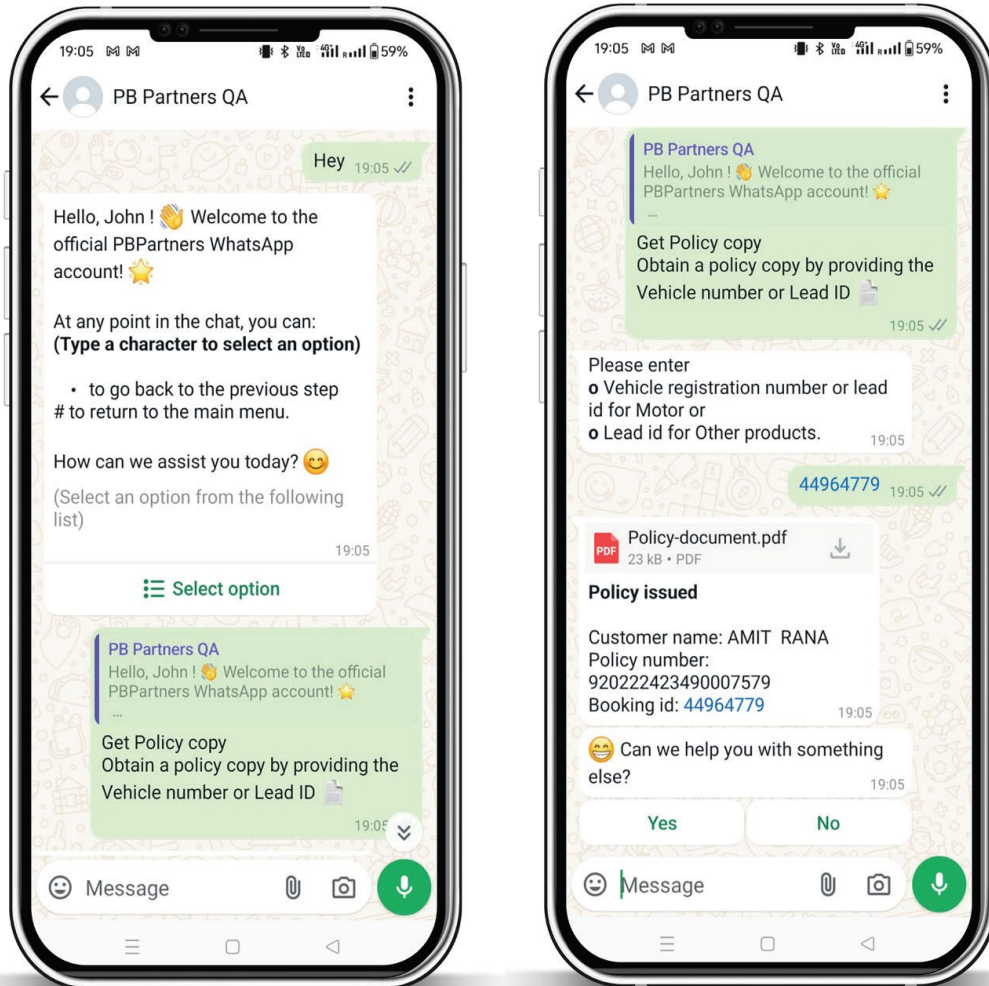 19:05
59%
PB Partners QA
Hey 19:05
Hello, John ! 👋 Welcome to the
official PBPartners WhatsApp
account! 🌟
At any point in the chat, you can:
(Type a character to select an option)
• to go back to the previous step
# to return to the main menu.
How can we assist you today? 😊
(Select an option from the following
list)
19:05
Select option
PB Partners QA
Hello, John ! 👋 Welcome to the official
PBPartners WhatsApp account! 🌟
...
Get Policy copy
Obtain a policy copy by providing the
Vehicle number or Lead ID 📄
19:05
Message
19:05
59%
PB Partners QA
PB Partners QA
Hello, John ! 👋 Welcome to the official
PBPartners WhatsApp account! 🌟
...
Get Policy copy
Obtain a policy copy by providing the
Vehicle number or Lead ID 📄
19:05
Please enter
o Vehicle registration number or lead
id for Motor or
o Lead id for Other products.
19:05
44964779 19:05
PDF
Policy-document.pdf
23 kB • PDF
Policy issued
Customer name: AMIT  RANA
Policy number:
920222423490007579
Booking id: 44964779
19:05
😁 Can we help you with something
else?
19:05
Yes
No
Message